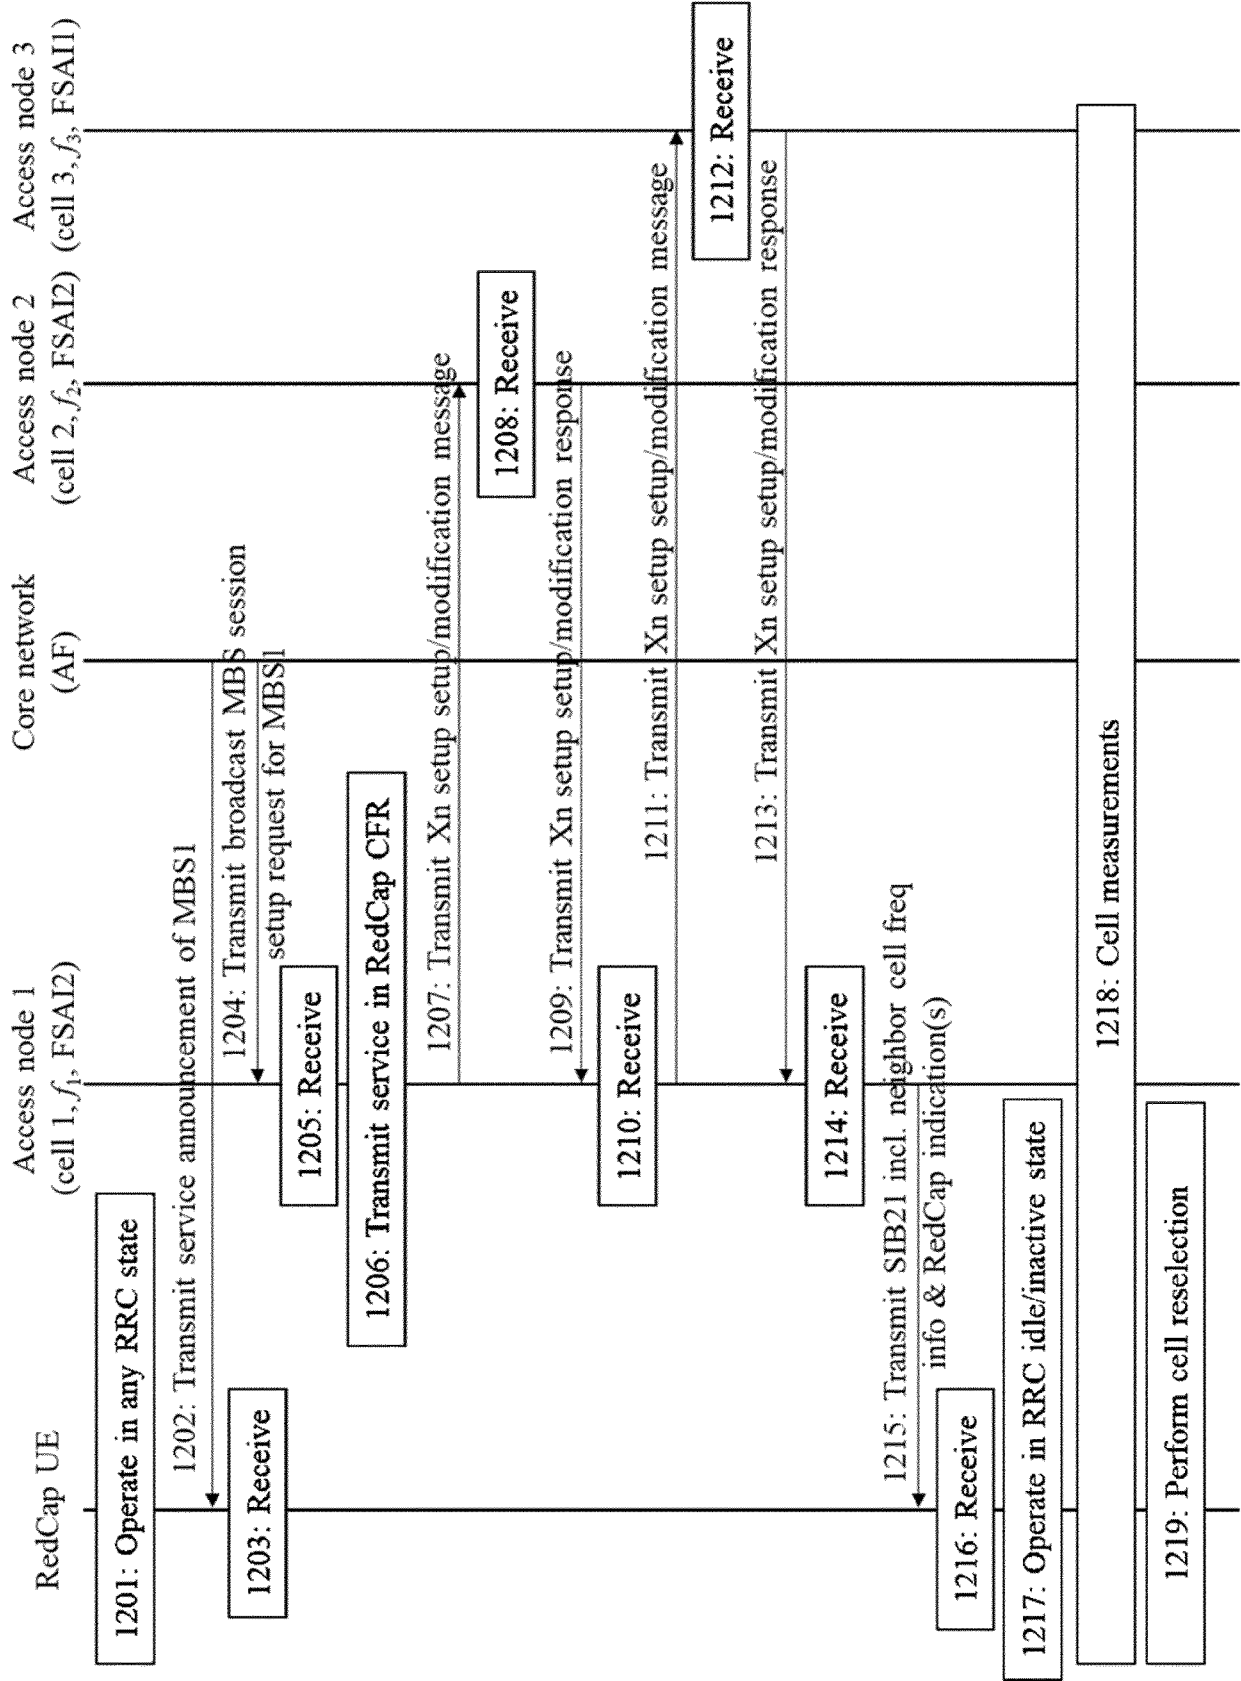 RedCap UE
Access node 1
(cell 1, f1, FSAI2)
Core network
(AF)
Access node 2
(cell 2, f2, FSAI2)
Access node 3
(cell 3, f3, FSAI1)
1201: Operate in any RRC state
1202: Transmit service announcement of MBS1
1203: Receive
1204: Transmit broadcast MBS session
setup request for MBS1
1205: Receive
1206: Transmit service in RedCap CFR
1207: Transmit Xn setup setup/modification message
1208: Receive
1209: Transmit Xn setup setup/modification response
1210: Receive
1211: Transmit Xn setup setup/modification message
1212: Receive
1213: Transmit Xn setup setup/modification response
1214: Receive
1215: Transmit SIB21 incl. neighbor cell freq
info & RedCap indication(s)
1216: Receive
1217: Operate in RRC idle/inactive state
1218: Cell measurements
1219: Perform cell reselection